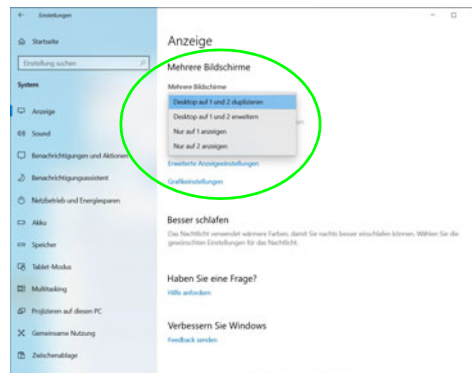 Einstellungen
Startseite
Einstellung suchen
System
Anzeige
Sound
Benachrichtigungen und Aktionen
Benachrichtigungsassistent
Netzbetrieb und Energiesparen
Akku
Speicher
Tablet-Modus
Multitasking
Projizieren auf diesen PC
Gemeinsame Nutzung
Zwischenablage
Anzeige
Mehrere Bildschirme
Mehrere Bildschirme
Desktop auf 1 und 2 duplizieren
Desktop auf 1 und 2 erweitern
Nur auf 1 anzeigen
Nur auf 2 anzeigen
Erweiterte Anzeigeeinstellungen
Grafikeinstellungen
Besser schlafen
Das Nachtlicht verwendet wärmere Farben, damit Sie nachts besser einschlafen können. Wählen Sie die
gewünschten Einstellungen für das Nachtlicht.
Haben Sie eine Frage?
Hilfe anfordern
Verbessern Sie Windows
Feedback senden